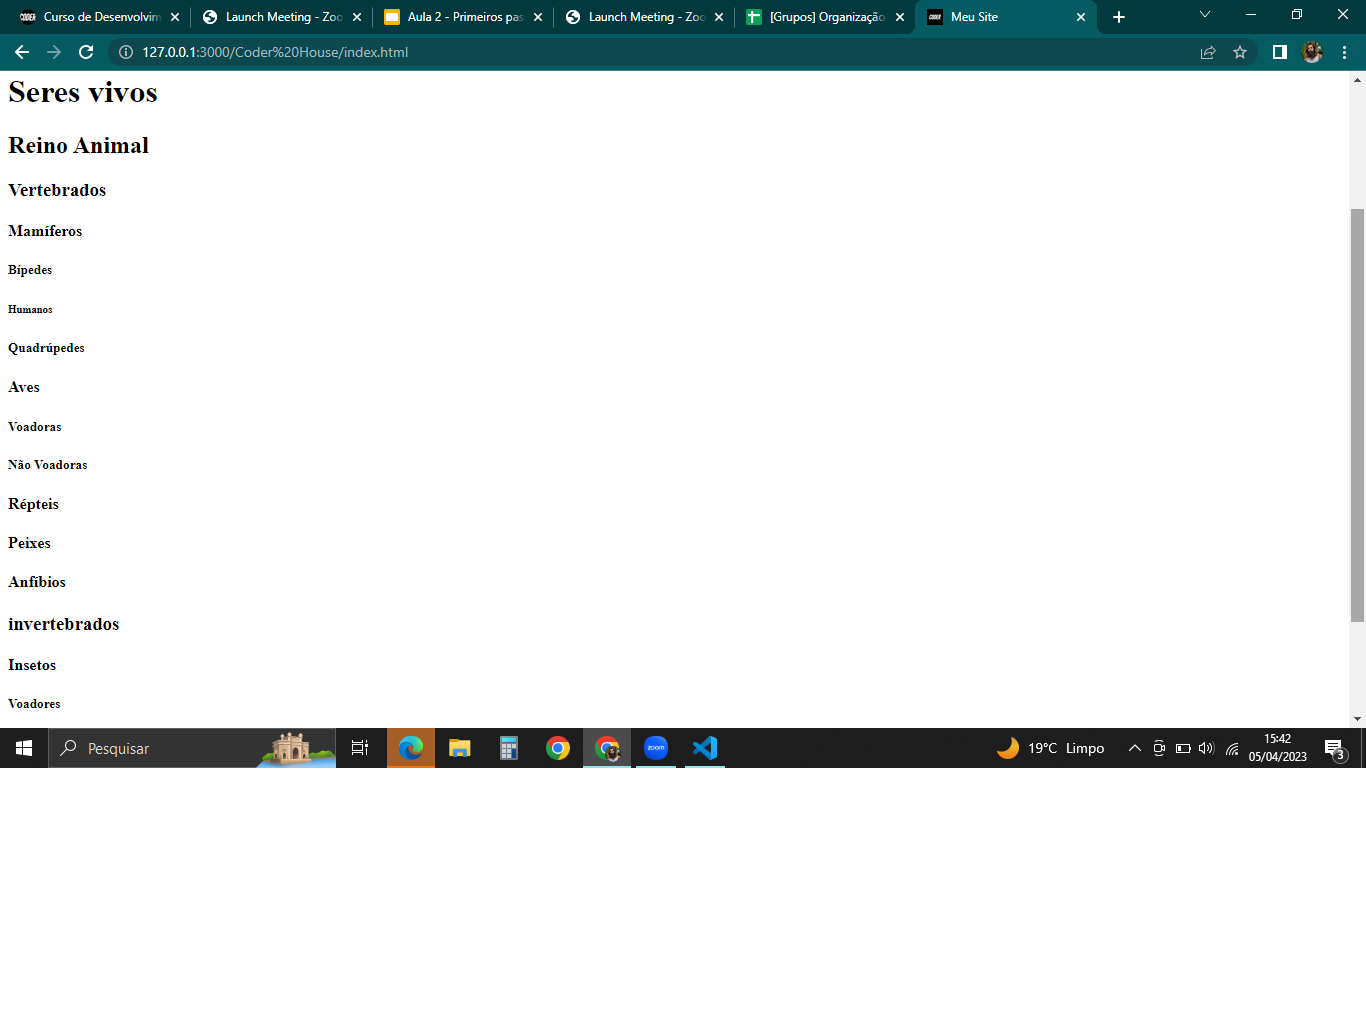 Curso de Desenvolvim
Launch Meeting - Zoo
Aula 2 - Primeiros pas
Launch Meeting - Zoo
[Grupos] Organização
Meu Site
127.0.0.1:3000/Coder%20House/index.html
Seres vivos
Reino Animal
Vertebrados
Mamíferos
Bípedes
Humanos
Quadrúpedes
Aves
Voadoras
Não Voadoras
Répteis
Peixes
Anfíbios
invertebrados
Insetos
Voadores
Pesquisar
zoom
19°C Limpo
15:42
05/04/2023
3